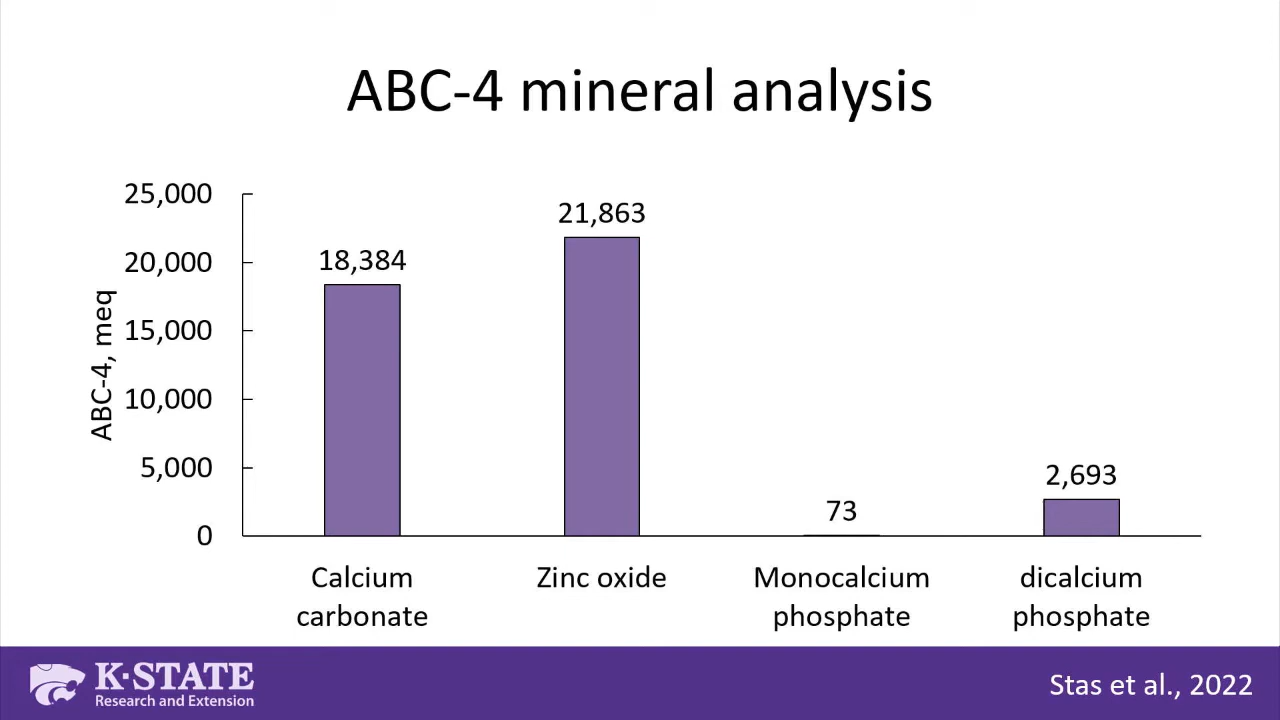 ABC-4 mineral analysis
ABC-4, meq
25,000
20,000
15,000
10,000
5,000
0
18,384
21,863
73
2,693
Calcium
carbonate
Zinc oxide
Monocalcium
phosphate
dicalcium
phosphate
K-STATE
Research and Extension
Stas et al., 2022